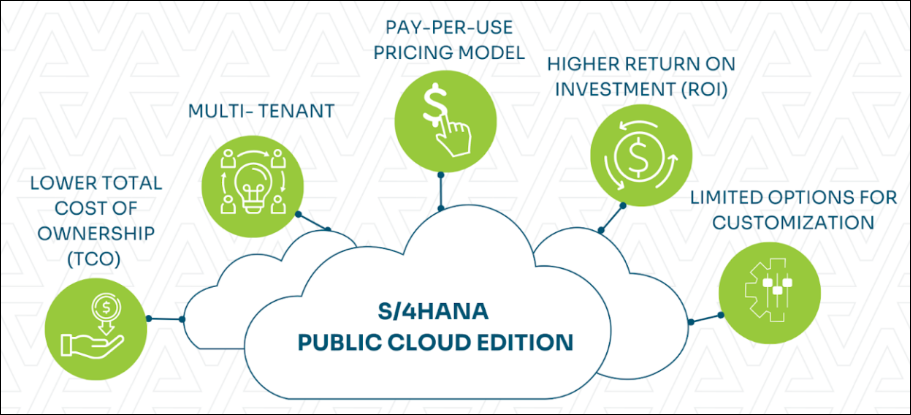 PAY-PER-USE
PRICING MODEL
HIGHER RETURN ON
INVESTMENT (ROI)
MULTI- TENANT
LOWER TOTAL
COST OF
OWNERSHIP
(TCO)
LIMITED OPTIONS FOR
CUSTOMIZATION
$
$
$
S/4HANA
PUBLIC CLOUD EDITION